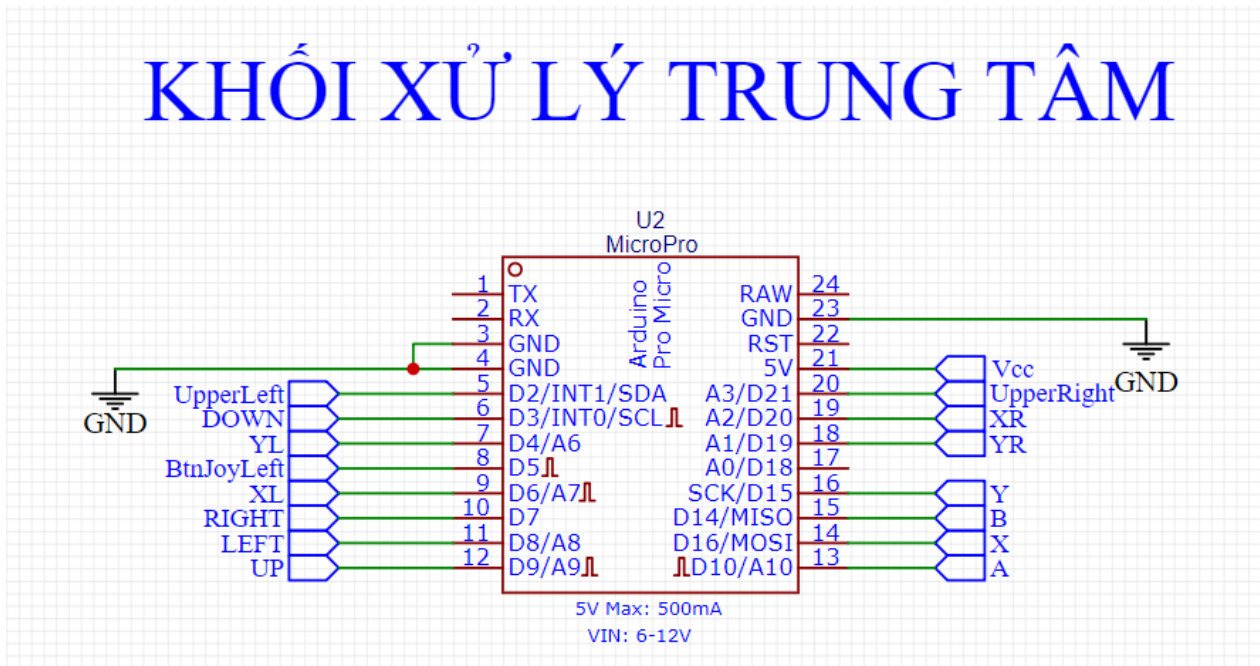 KHỐI XỬ LÝ TRUNG TÂM
U2
MicroPro
Arduino
Pro Micro
1 TX
2 RX
3 GND
4 GND
5 D2/INT1/SDA
6 D3/INT0/SCL
7 D4/A6
8 D5
9 D6/A7
10 D7
11 D8/A8
12 D9/A9
RAW 24
GND 23
RST 22
5V 21
A3/D21 20
A2/D20 19
A1/D19 18
A0/D18 17
SCK/D15 16
D14/MISO 15
D16/MOSI 14
D10/A10 13
GND
UpperLeft
DOWN
YL
BtnJoyLeft
XL
RIGHT
LEFT
UP
Vcc
UpperRight
XR
YR
Y
B
X
A
GND
5V Max: 500mA
VIN: 6-12V